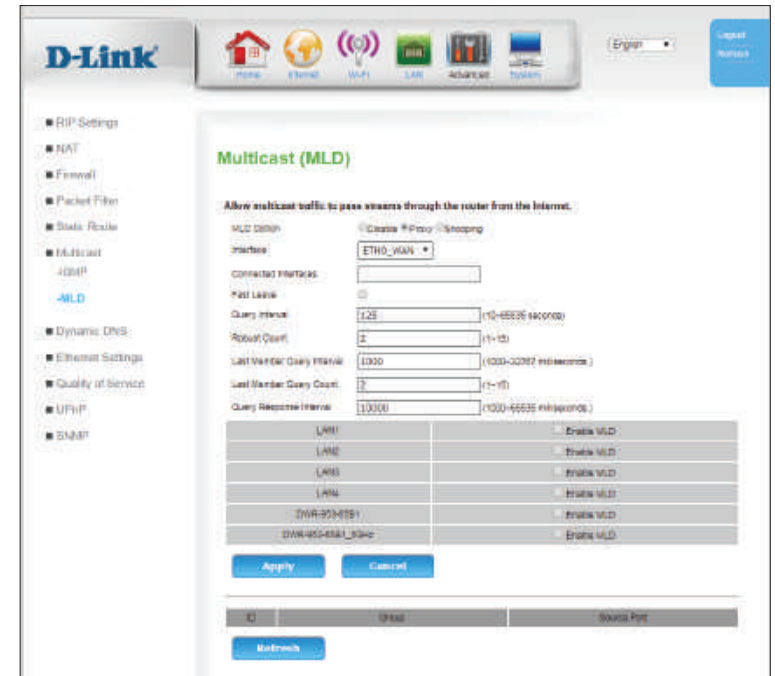 D-Link
Home Internet Wi-Fi LAN Advanced System
English
Logout
RIP Settings
NAT
Firewall
Packet Filter
Static Route
Multicast
-IGMP
-MLD
Dynamic DNS
Ethernet Settings
Quality of Service
UPnP
SNMP
Multicast (MLD)
Allow multicast traffic to pass streams through the router from the Internet.
MLD Option Disable Proxy Snooping
Interface ETH0_WAN
Connected Interfaces
Fast Leave
Query Interval 125 (10~65535 seconds)
Robust Count 2 (1~15)
Last Member Query Interval 1000 (1000~32767 miliseconds.)
Last Member Query Count 2 (1~15)
Query Response Interval 10000 (1000~65535 miliseconds.)
LAN1 Enable MLD
LAN2 Enable MLD
LAN3 Enable MLD
LAN4 Enable MLD
Enable MLD
Enable MLD
Apply Cancel
ID Group Source Port
Refresh